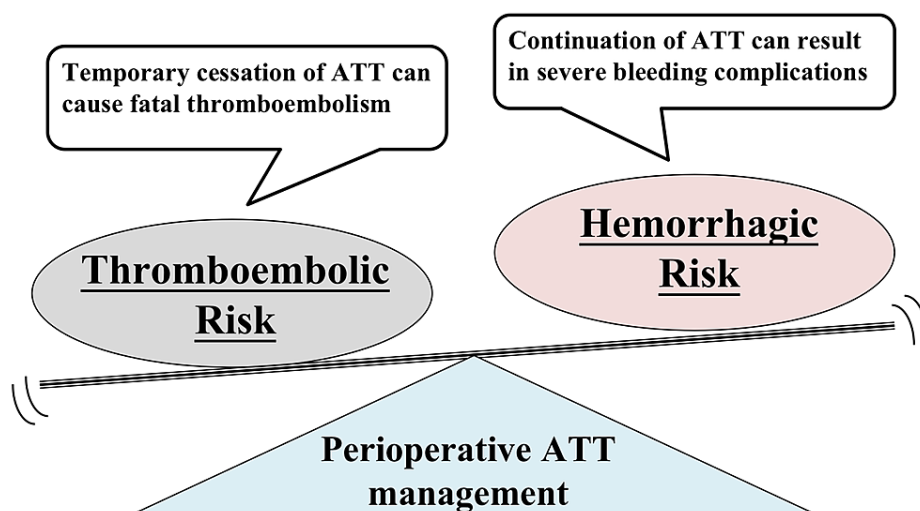 Temporary cessation of ATT can
cause fatal thromboembolism
Continuation of ATT can result
in severe bleeding complications
Thromboembolic
Risk
Hemorrhagic
Risk
Perioperative ATT
management